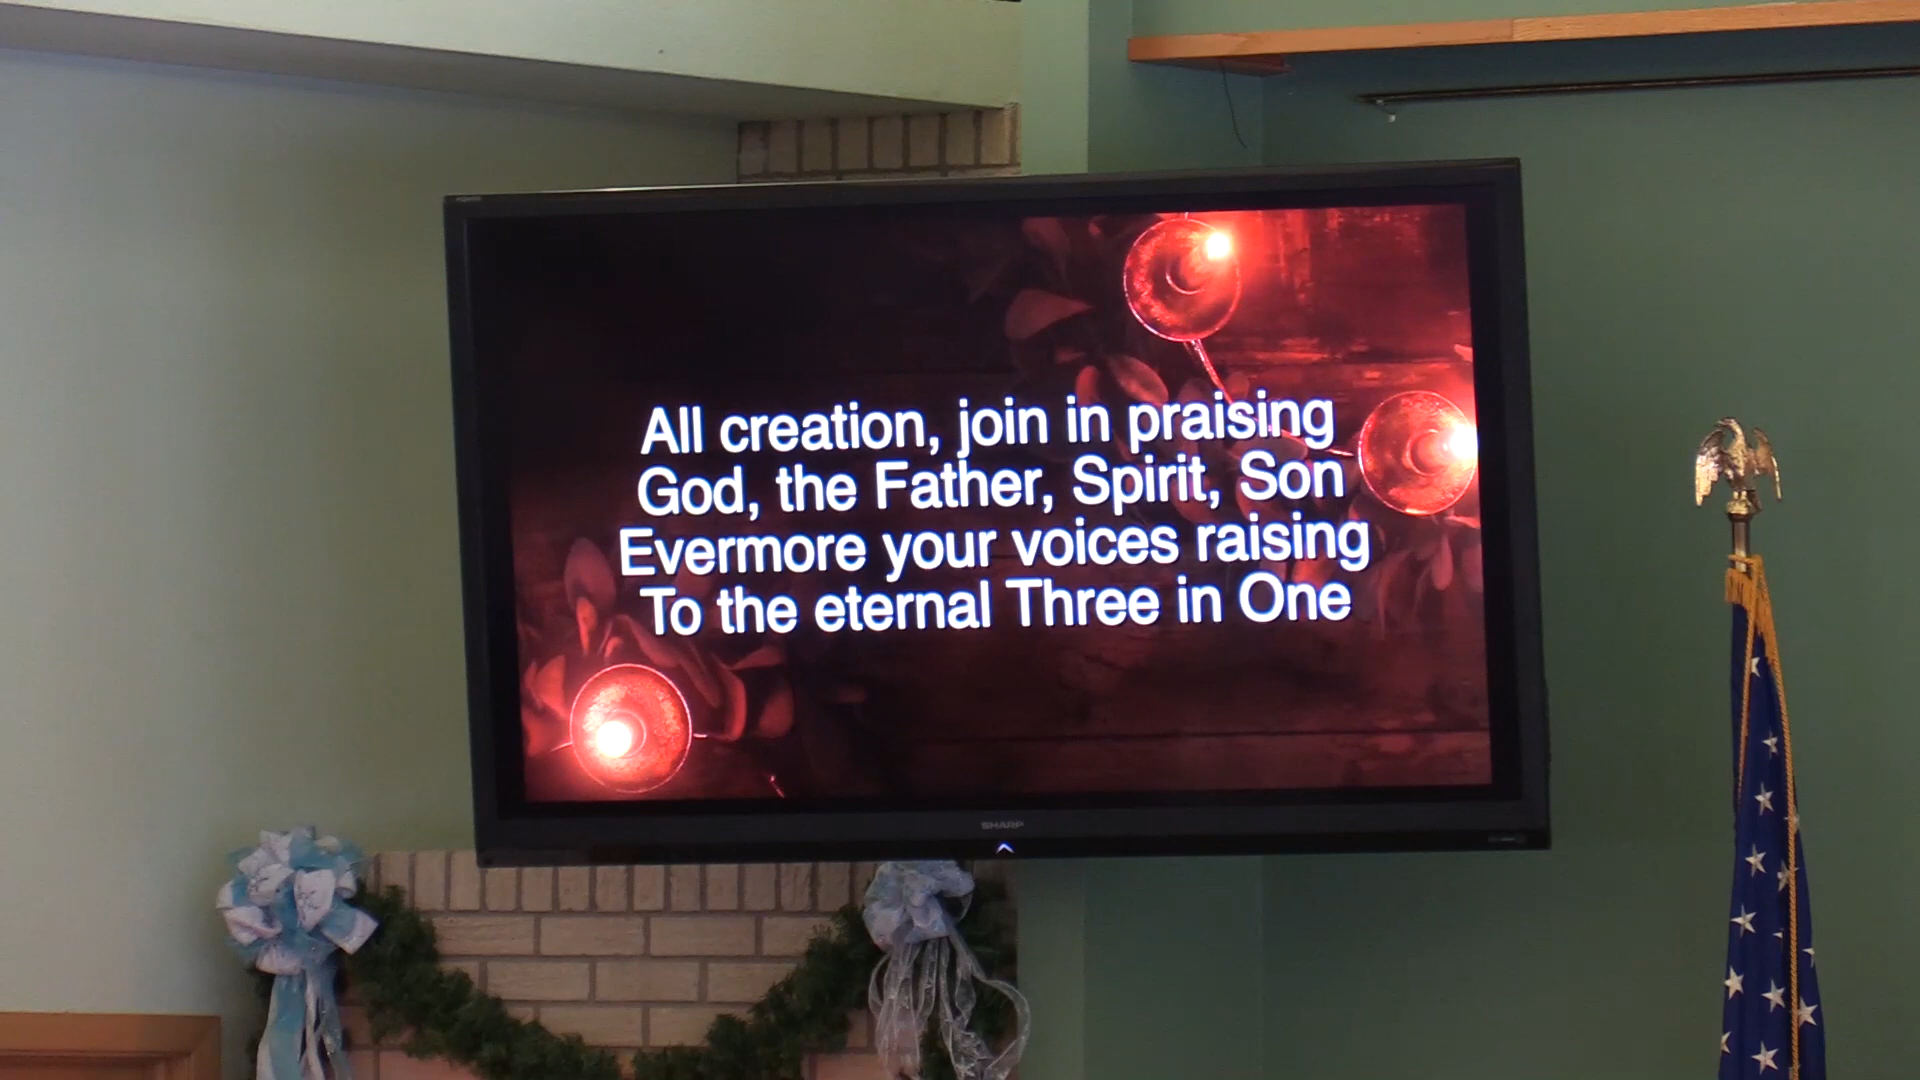 All creation, join in praising
God, the Father, Spirit, Son
Evermore your voices raising
To the eternal Three in One
SHARP